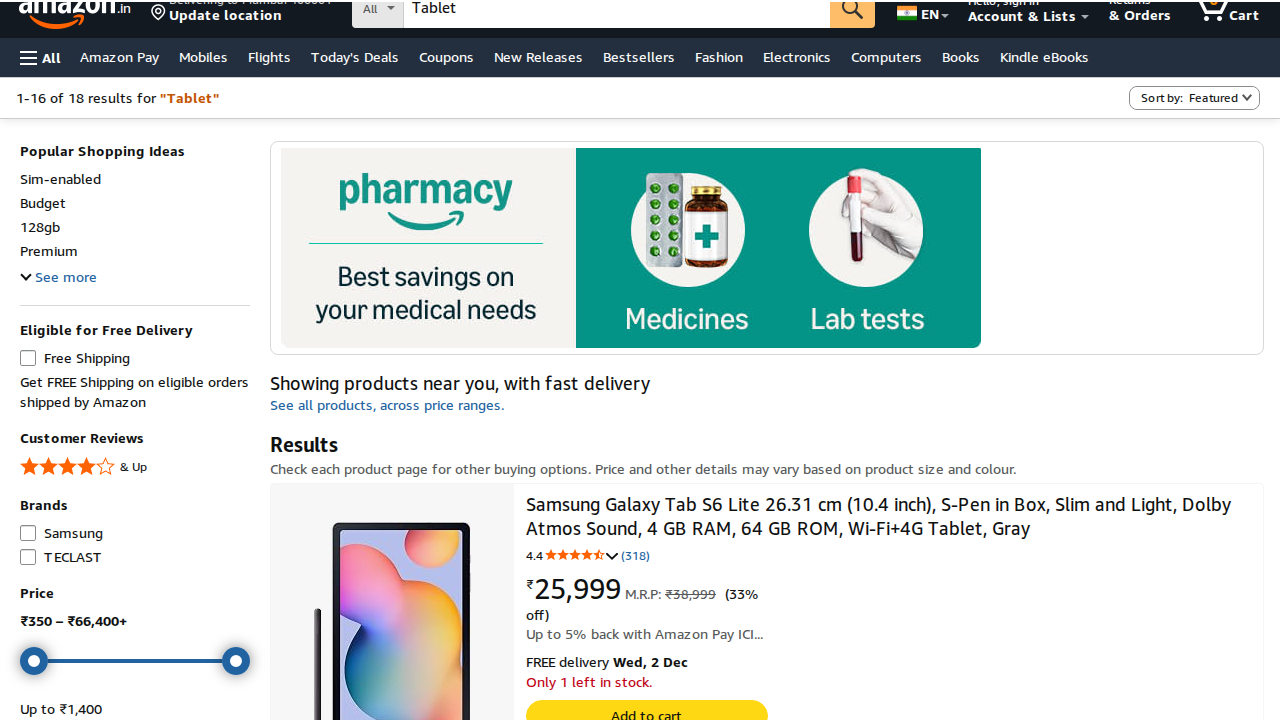 amazon.in
Update location
All
Tablet
EN
Account & Lists
& Orders
Cart
All
Amazon Pay
Mobiles
Flights
Today's Deals
Coupons
New Releases
Bestsellers
Fashion
Electronics
Computers
Books
Kindle eBooks
1-16 of 18 results for "Tablet"
Sort by: Featured
Popular Shopping Ideas
Sim-enabled
Budget
128gb
Premium
See more
Eligible for Free Delivery
Free Shipping
Get FREE Shipping on eligible orders
shipped by Amazon
Customer Reviews
& Up
Brands
Samsung
TECLAST
Price
₹350 – ₹66,400+
Up to ₹1,400
pharmacy
Best savings on
your medical needs
Medicines
Lab tests
Showing products near you, with fast delivery
See all products, across price ranges.
Results
Check each product page for other buying options. Price and other details may vary based on product size and colour.
Samsung Galaxy Tab S6 Lite 26.31 cm (10.4 inch), S-Pen in Box, Slim and Light, Dolby
Atmos Sound, 4 GB RAM, 64 GB ROM, Wi-Fi+4G Tablet, Gray
4.4 (318)
₹25,999 M.R.P: ₹38,999 (33%
off)
Up to 5% back with Amazon Pay ICI...
FREE delivery Wed, 2 Dec
Only 1 left in stock.
Add to cart